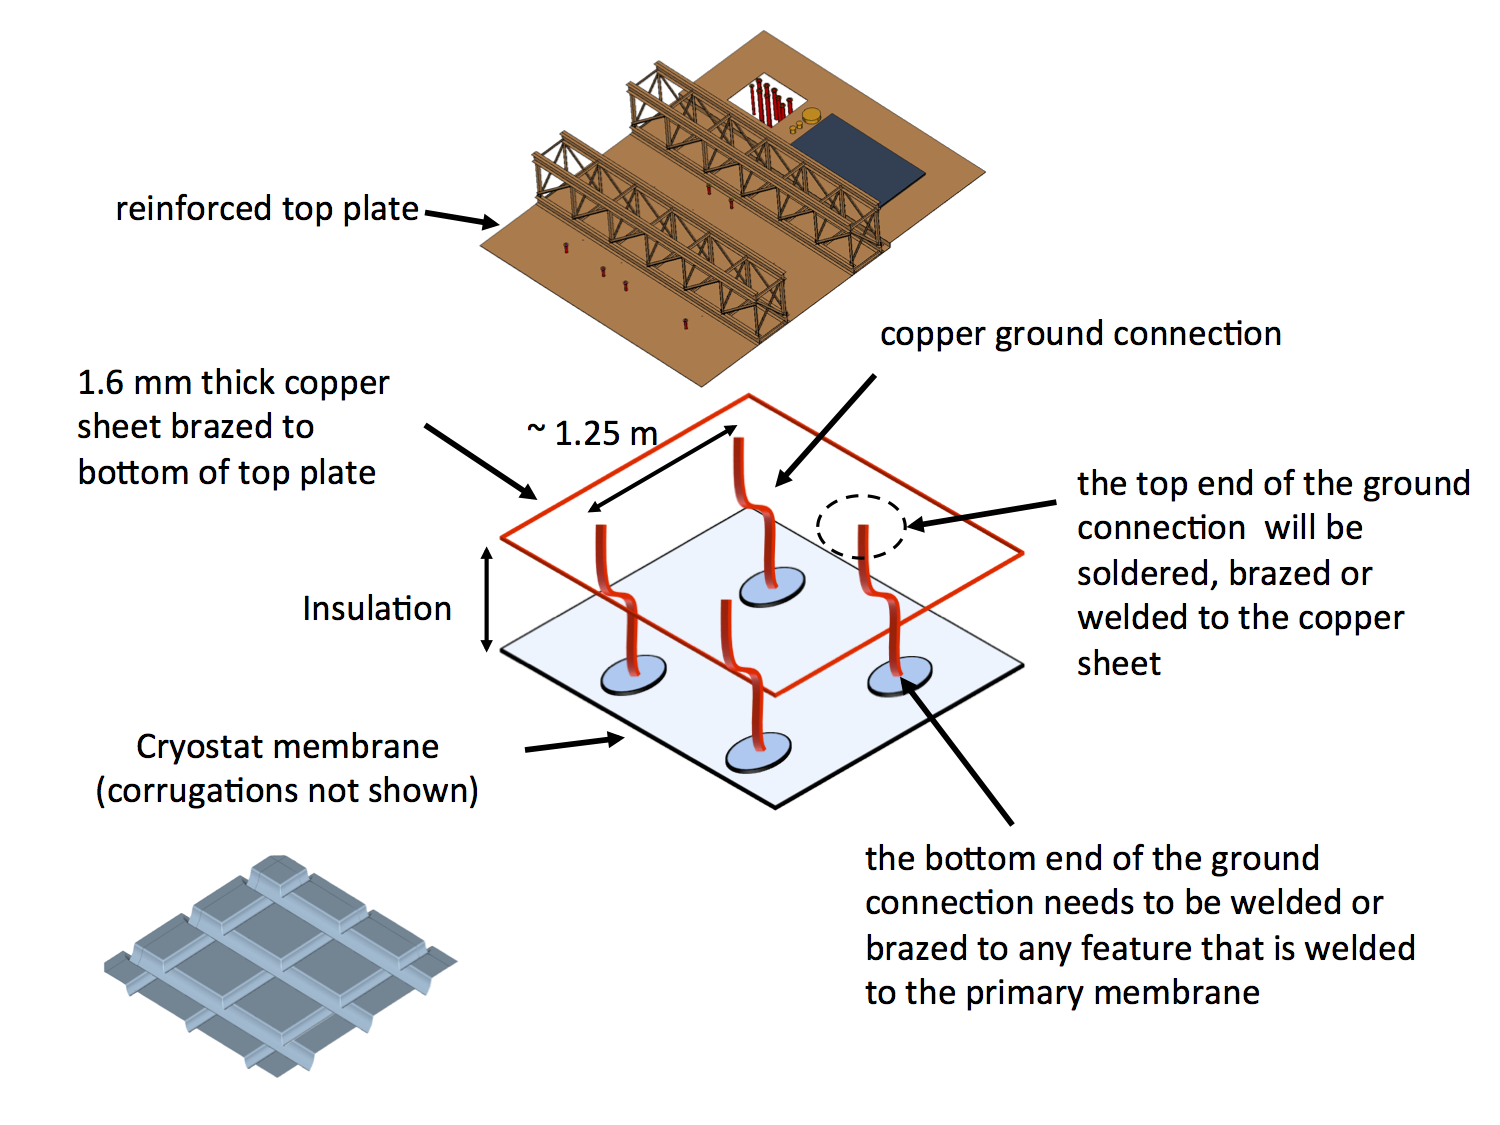 reinforced top plate
copper ground connection
1.6 mm thick copper
sheet brazed to
bottom of top plate
~ 1.25 m
the top end of the ground
connection  will be
soldered, brazed or
welded to the copper
sheet
Insulation
Cryostat membrane
(corrugations not shown)
the bottom end of the ground
connection needs to be welded or
brazed to any feature that is welded
to the primary membrane